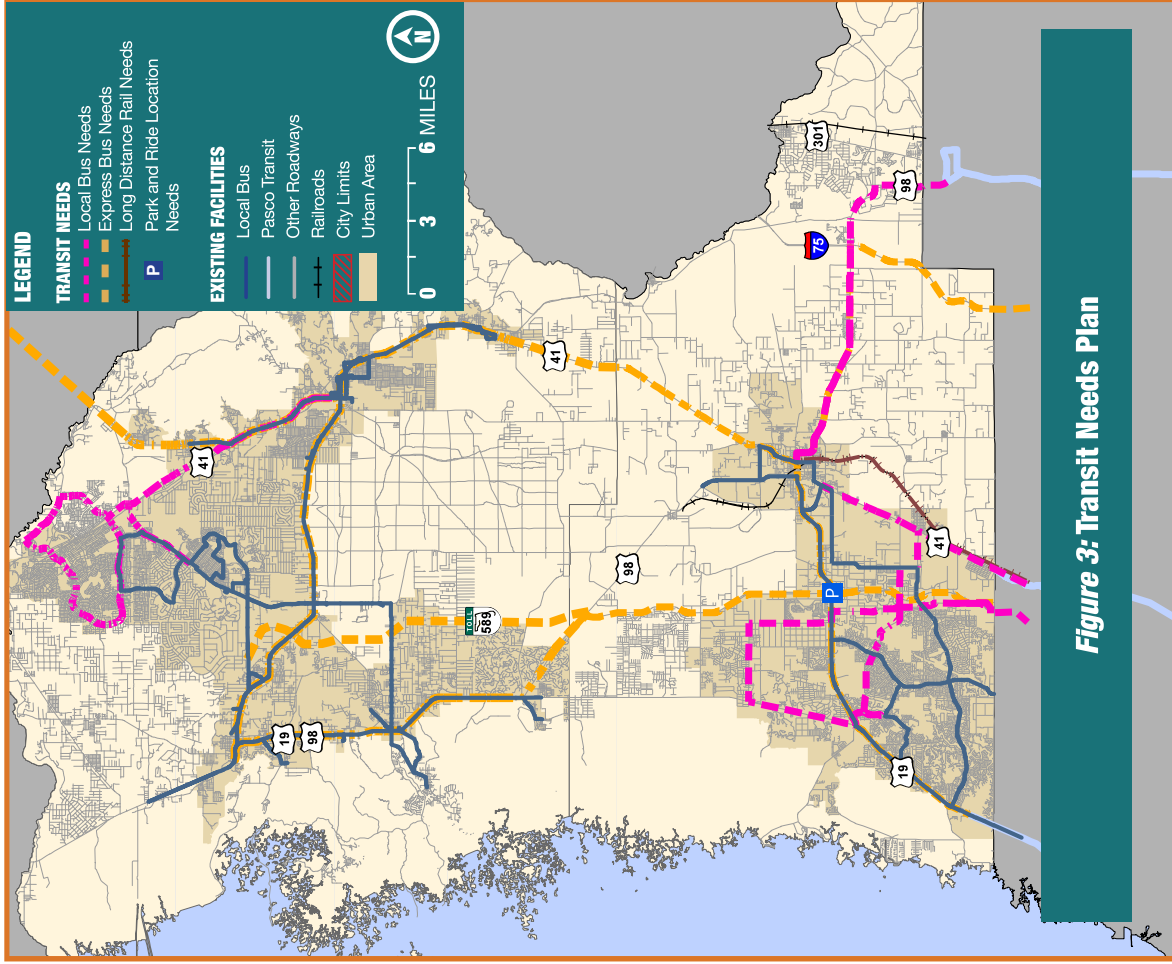 LEGEND
TRANSIT NEEDS
Local Bus Needs
Express Bus Needs
Long Distance Rail Needs
P
Park and Ride Location
Needs
EXISTING FACILITIES
Local Bus
Pasco Transit
Other Roadways
Railroads
City Limits
Urban Area
0 3 6 MILES
N
41
41
TOLL
589
98
19
98
P
19
41
75
98
301
Figure 3: Transit Needs Plan